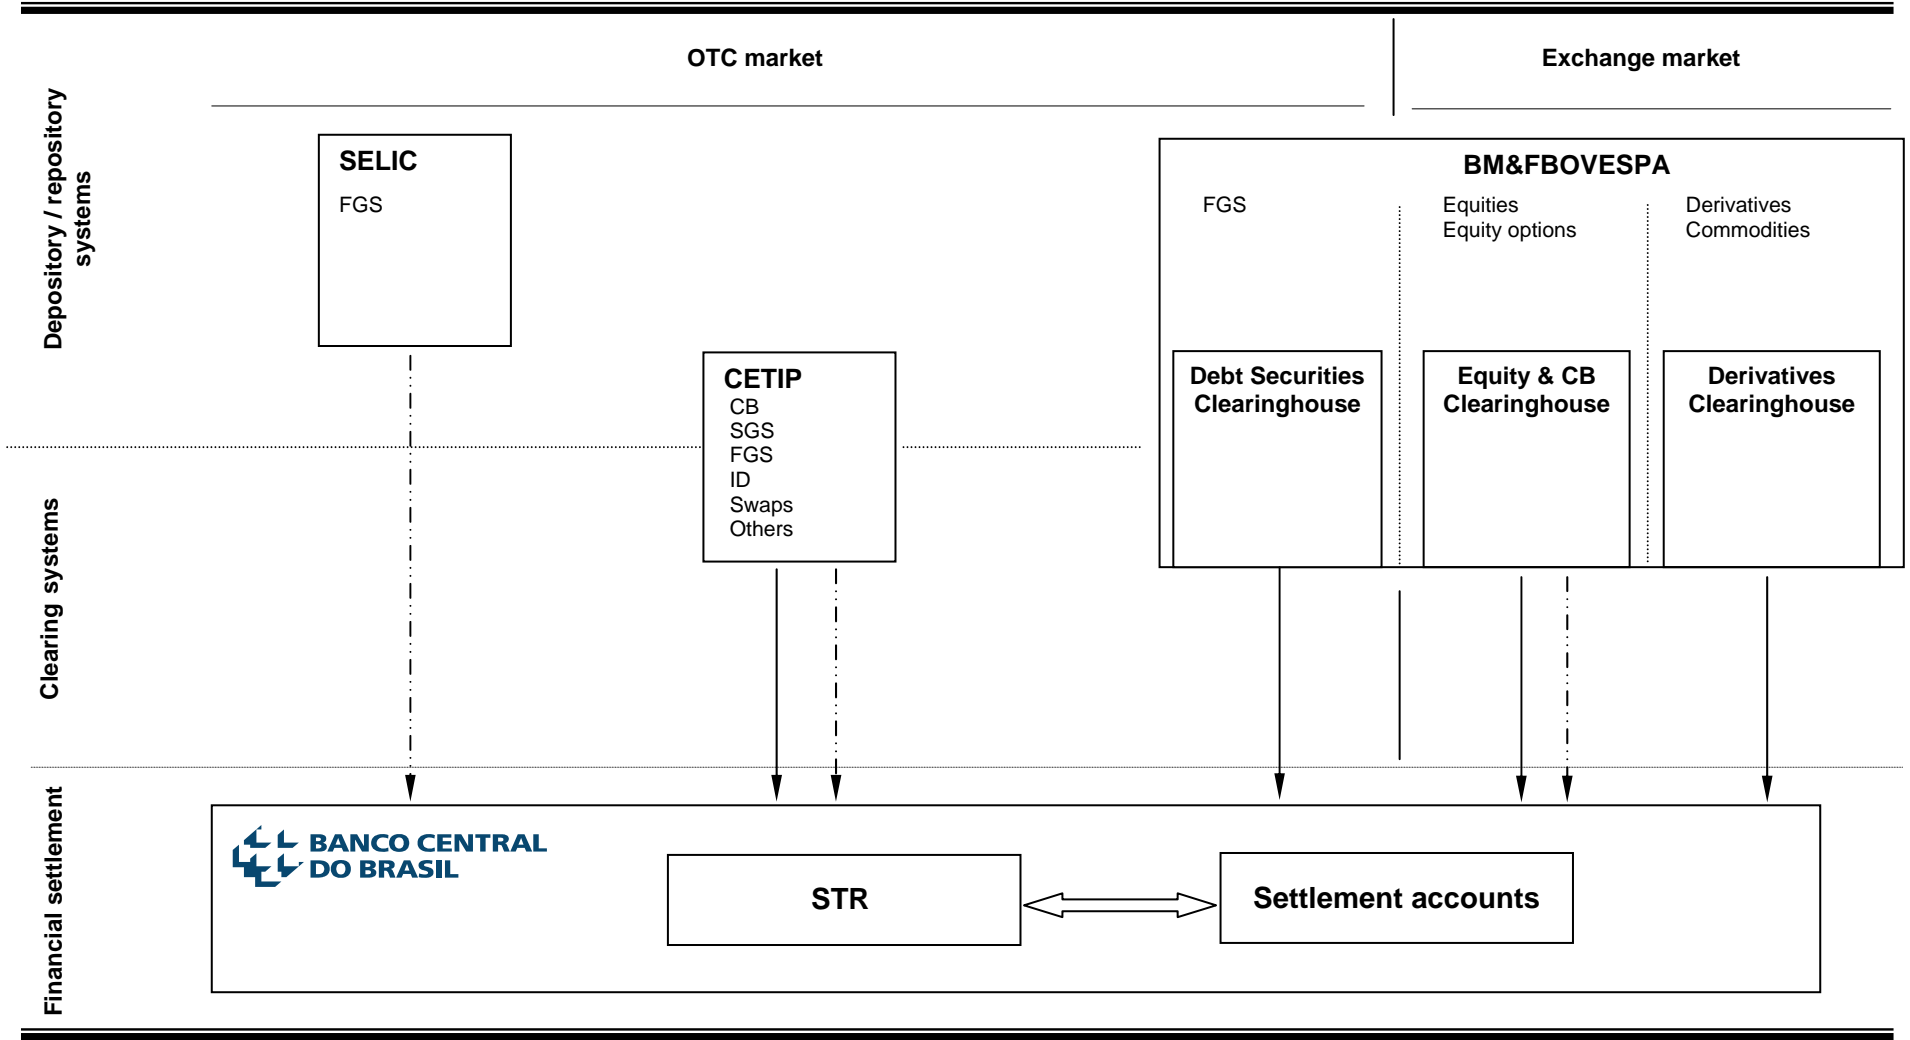 OTC market
Exchange market
Depository / repository
systems
SELIC
FGS
BM&FBOVESPA
FGS
Equities
Equity options
Derivatives
Commodities
CETIP
CB
SGS
FGS
ID
Swaps
Others
Debt Securities
Clearinghouse
Equity & CB
Clearinghouse
Derivatives
Clearinghouse
Clearing systems
Financial settlement
BANCO CENTRAL
DO BRASIL
STR
Settlement accounts